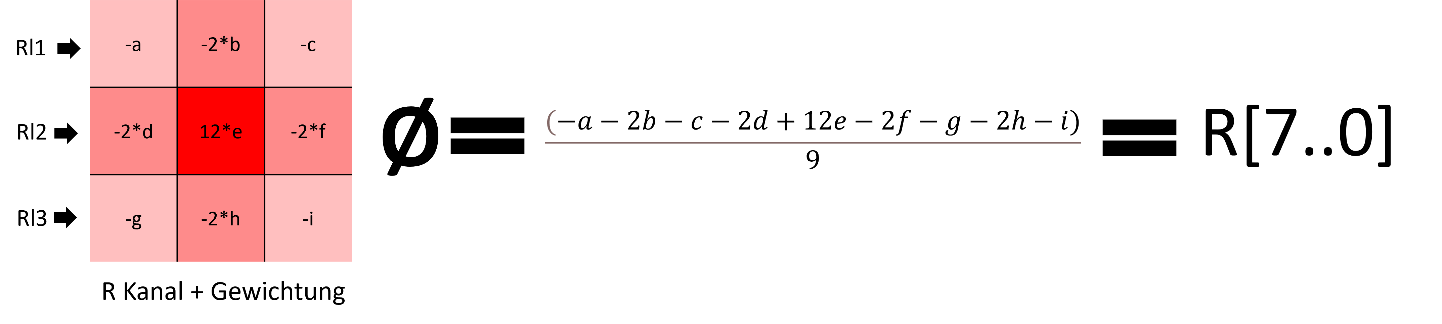 Rl1 -a -2*b -c
Rl2 -2*d 12*e -2*f
Rl3 -g -2*h -i
R Kanal + Gewichtung
Ø = (−a − 2b − c − 2d + 12e − 2f − g − 2h − i) / 9 = R[7..0]